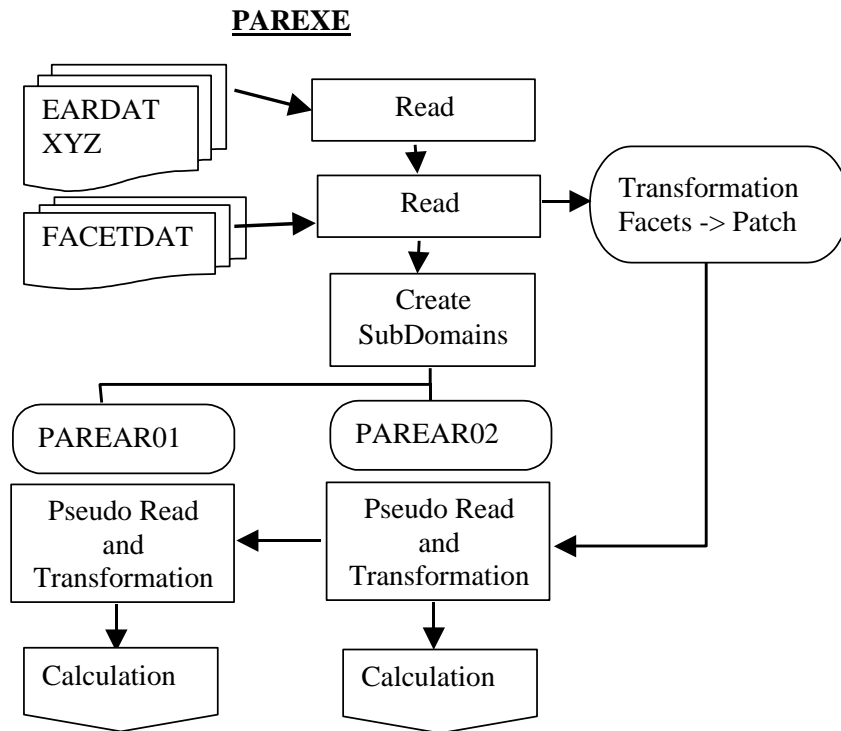 PAREXE
EARDAT
XYZ
Read
FACETDAT
Read
Transformation
Facets -> Patch
Create
SubDomains
PAREAR01
PAREAR02
Pseudo Read
and
Transformation
Pseudo Read
and
Transformation
Calculation
Calculation